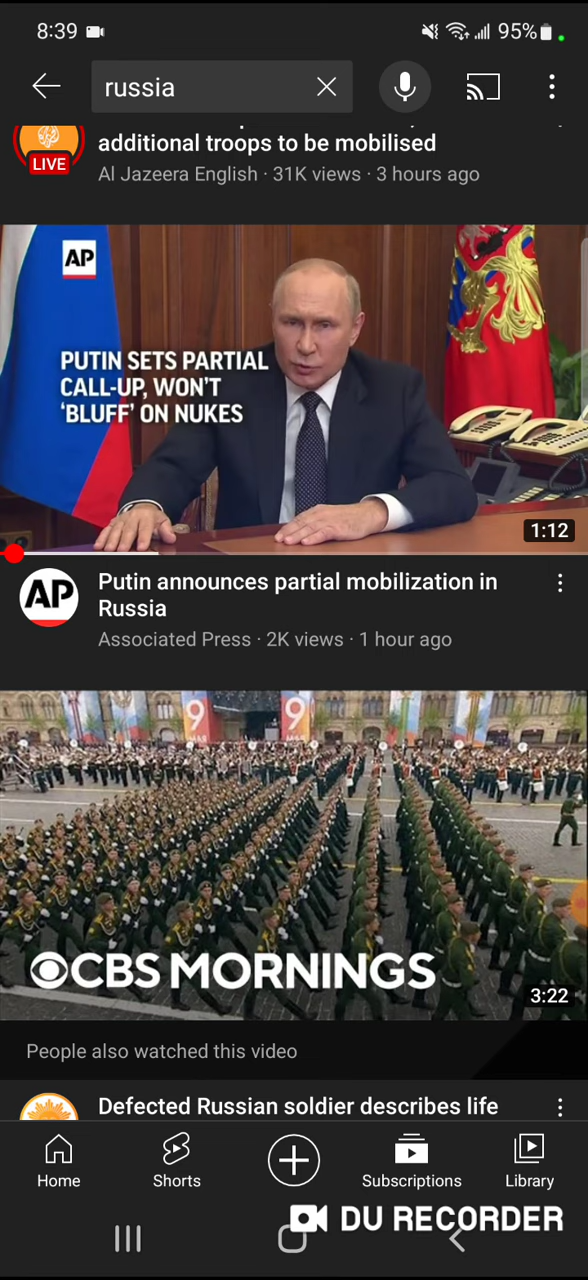 8:39
95%
russia
additional troops to be mobilised
LIVE
Al Jazeera English · 31K views · 3 hours ago
AP
PUTIN SETS PARTIAL
CALL-UP, WON'T
'BLUFF' ON NUKES
1:12
AP
Putin announces partial mobilization in
Russia
Associated Press · 2K views · 1 hour ago
9
9
CBS MORNINGS
3:22
People also watched this video
Defected Russian soldier describes life
Home
Shorts
Subscriptions
Library
DU RECORDER